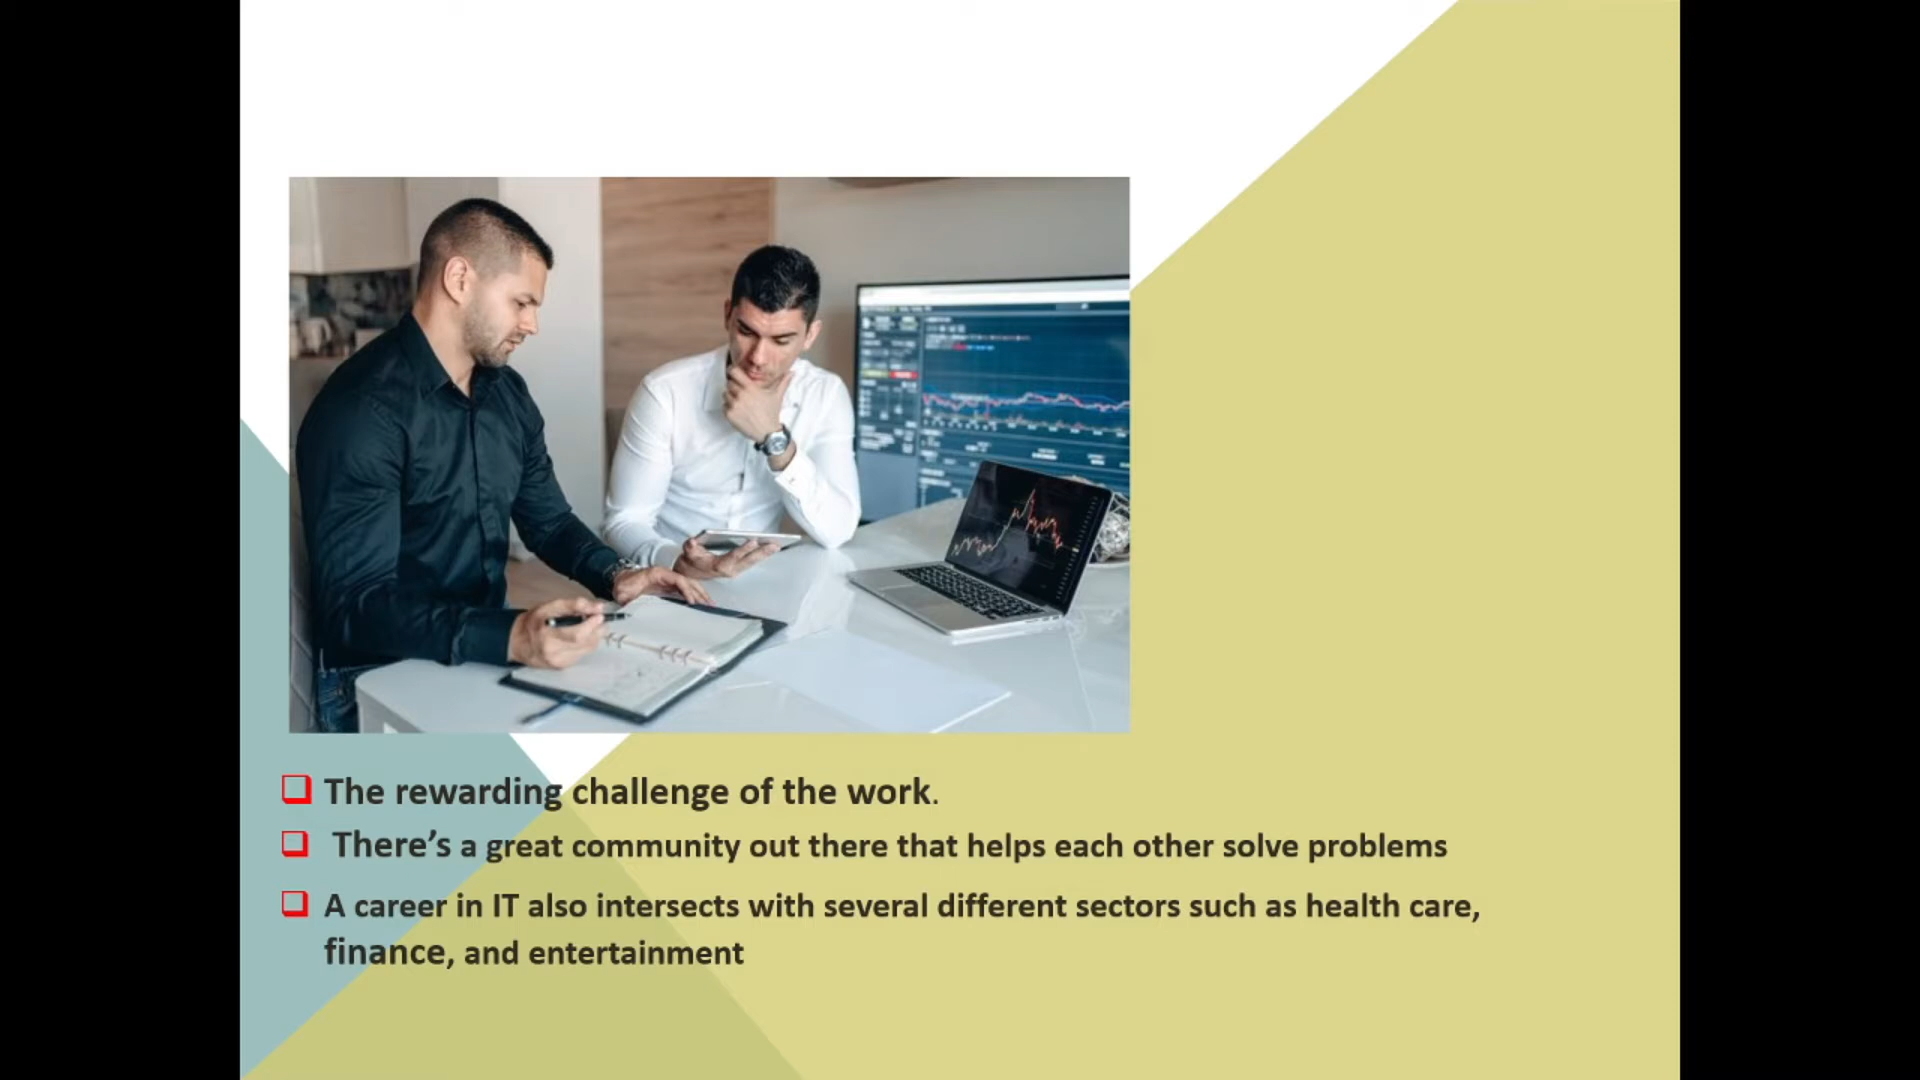 The rewarding challenge of the work.
There’s a great community out there that helps each other solve problems
A career in IT also intersects with several different sectors such as health care,
finance, and entertainment